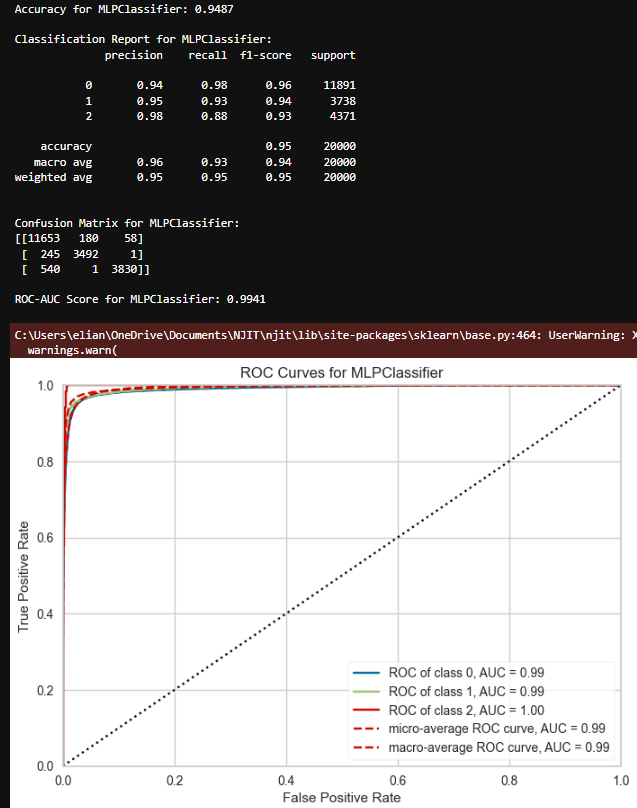 Accuracy for MLPClassifier: 0.9487
Classification Report for MLPClassifier:
precision recall f1-score support
0 0.94 0.98 0.96 11891
1 0.95 0.93 0.94 3738
2 0.98 0.88 0.93 4371
accuracy 0.95 20000
macro avg 0.96 0.93 0.94 20000
weighted avg 0.95 0.95 0.95 20000
Confusion Matrix for MLPClassifier:
[[11653 180 58]
[ 245 3492 1]
[ 540 1 3830]]
ROC-AUC Score for MLPClassifier: 0.9941
C:\Users\elian\OneDrive\Documents\NJIT\njit\lib\site-packages\sklearn\base.py:464: UserWarning: X
warnings.warn(
ROC Curves for MLPClassifier
1.0
0.8
0.6
0.4
0.2
0.0
True Positive Rate
ROC of class 0, AUC = 0.99
ROC of class 1, AUC = 0.99
ROC of class 2, AUC = 1.00
micro-average ROC curve, AUC = 0.99
macro-average ROC curve, AUC = 0.99
0.0 0.2 0.4 0.6 0.8 1.0
False Positive Rate